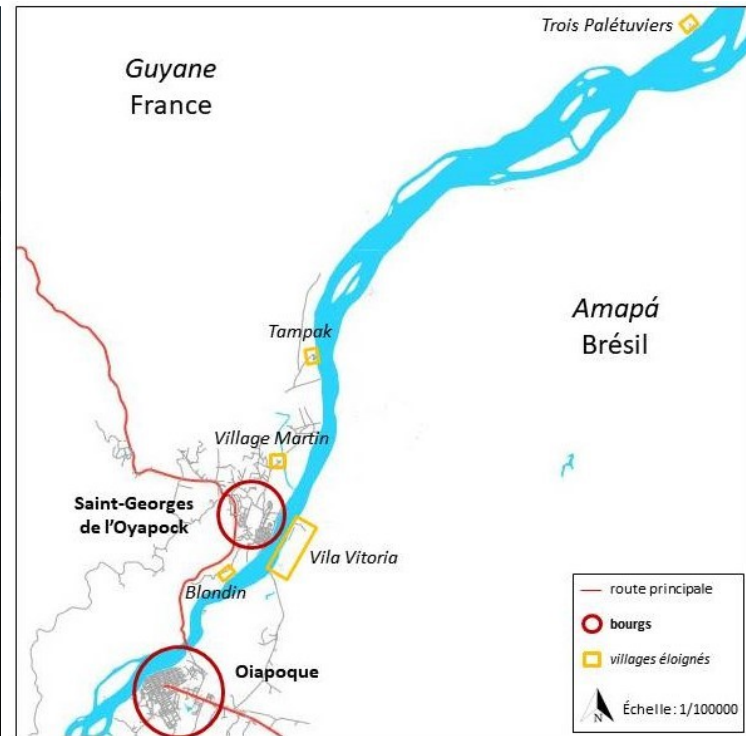 Trois Palétuviers
Guyane
France
Amapá
Brésil
Tampak
Village Martin
Saint-Georges
de l'Oyapock
Vila Vitoria
Blondin
Oiapoque
route principale
bourgs
villages éloignés
N
Échelle: 1/100000